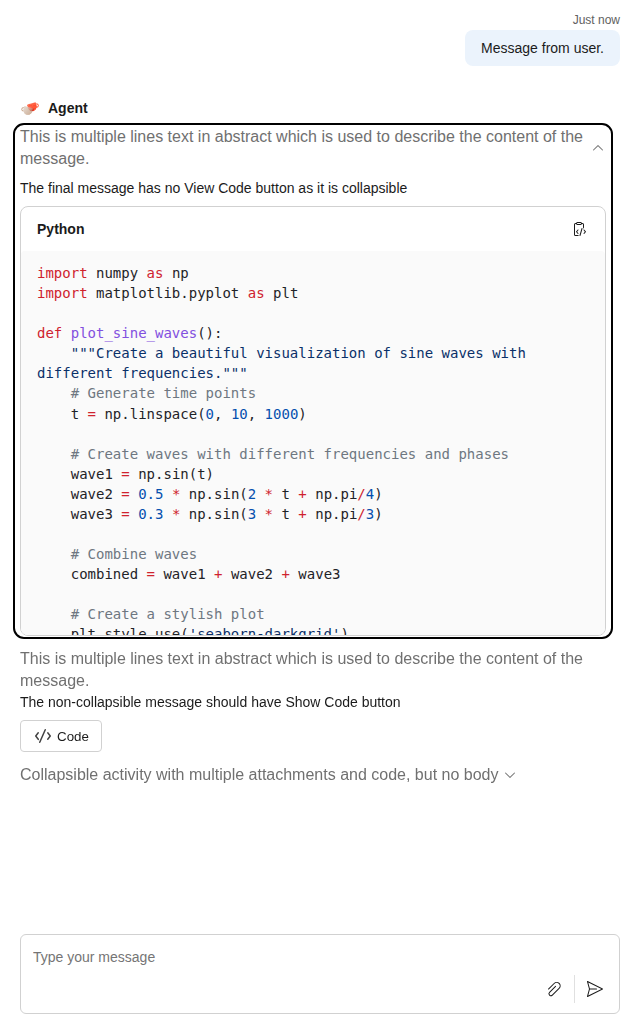 Just now
Message from user.
Agent
This is multiple lines text in abstract which is used to describe the content of the
message.
The final message has no View Code button as it is collapsible
Python
import numpy as np
import matplotlib.pyplot as plt
def plot_sine_waves():
    """Create a beautiful visualization of sine waves with
different frequencies."""
    # Generate time points
    t = np.linspace(0, 10, 1000)
    # Create waves with different frequencies and phases
    wave1 = np.sin(t)
    wave2 = 0.5 * np.sin(2 * t + np.pi/4)
    wave3 = 0.3 * np.sin(3 * t + np.pi/3)
    # Combine waves
    combined = wave1 + wave2 + wave3
    # Create a stylish plot
    plt.style.use('seaborn-darkgrid')
This is multiple lines text in abstract which is used to describe the content of the
message.
The non-collapsible message should have Show Code button
Code
Collapsible activity with multiple attachments and code, but no body
Type your message